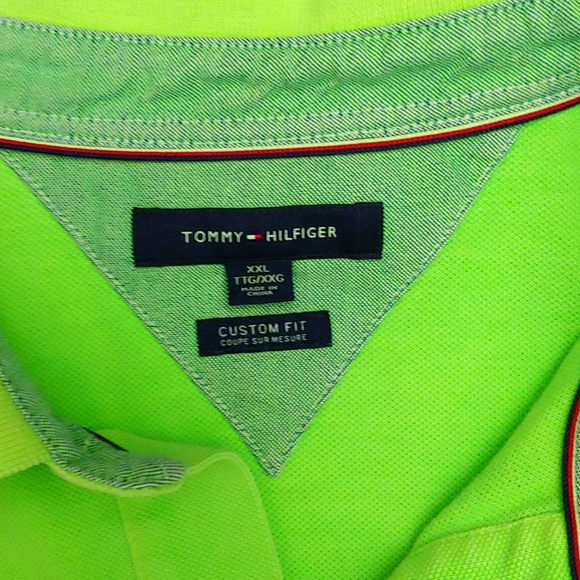 TOMMY HILFIGER
XXL
TTG/XXG
MADE IN
CHINA
CUSTOM FIT
COUPE SUR MESURE